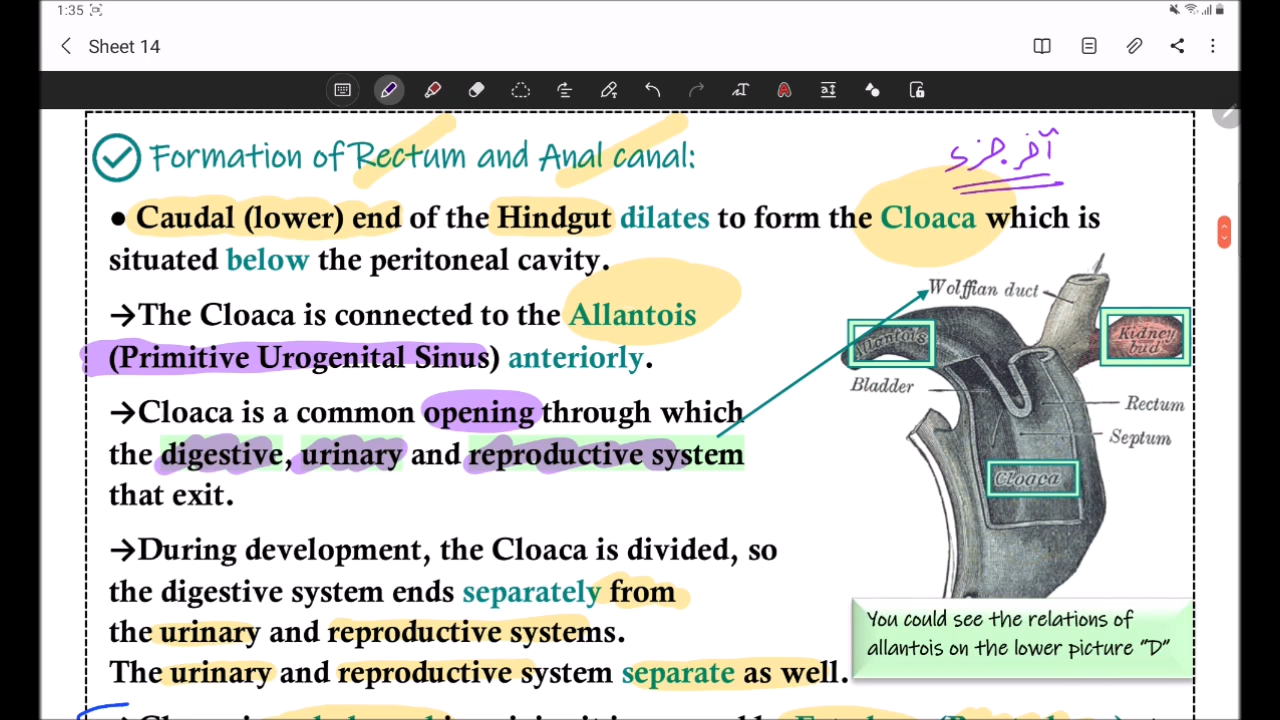 1:35
Sheet 14
Formation of Rectum and Anal canal:
آخر جزء
● Caudal (lower) end of the Hindgut dilates to form the Cloaca which is
situated below the peritoneal cavity.
→The Cloaca is connected to the Allantois
(Primitive Urogenital Sinus) anteriorly.
→Cloaca is a common opening through which
the digestive, urinary and reproductive system
that exit.
→During development, the Cloaca is divided, so
the digestive system ends separately from
the urinary and reproductive systems.
The urinary and reproductive system separate as well.
Wolffian duct
Allantois
Kidney
bud
Bladder
Rectum
Septum
Cloaca
You could see the relations of
allantois on the lower picture "D"